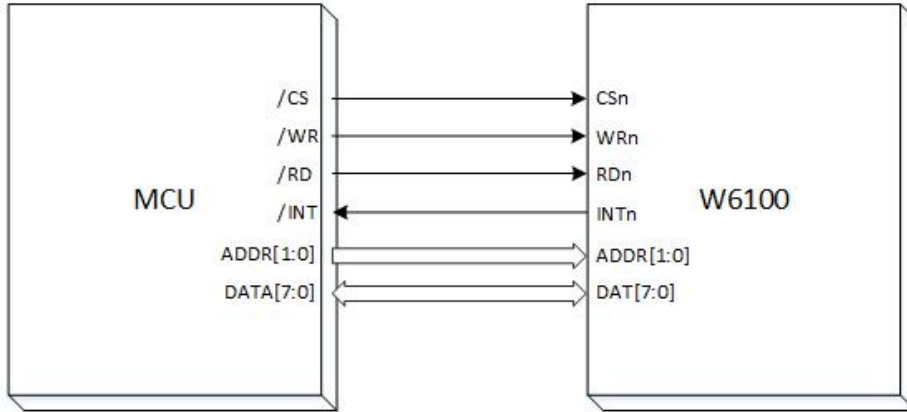 /CS CSn
/WR WRn
/RD RDn
MCU W6100
/INT INTn
ADDR[1:0] ADDR[1:0]
DATA[7:0] DAT[7:0]